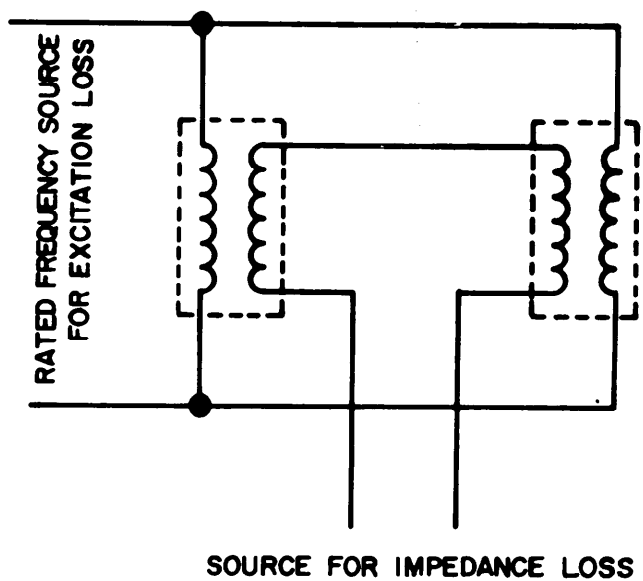 RATED FREQUENCY SOURCE
FOR EXCITATION LOSS
SOURCE FOR IMPEDANCE LOSS